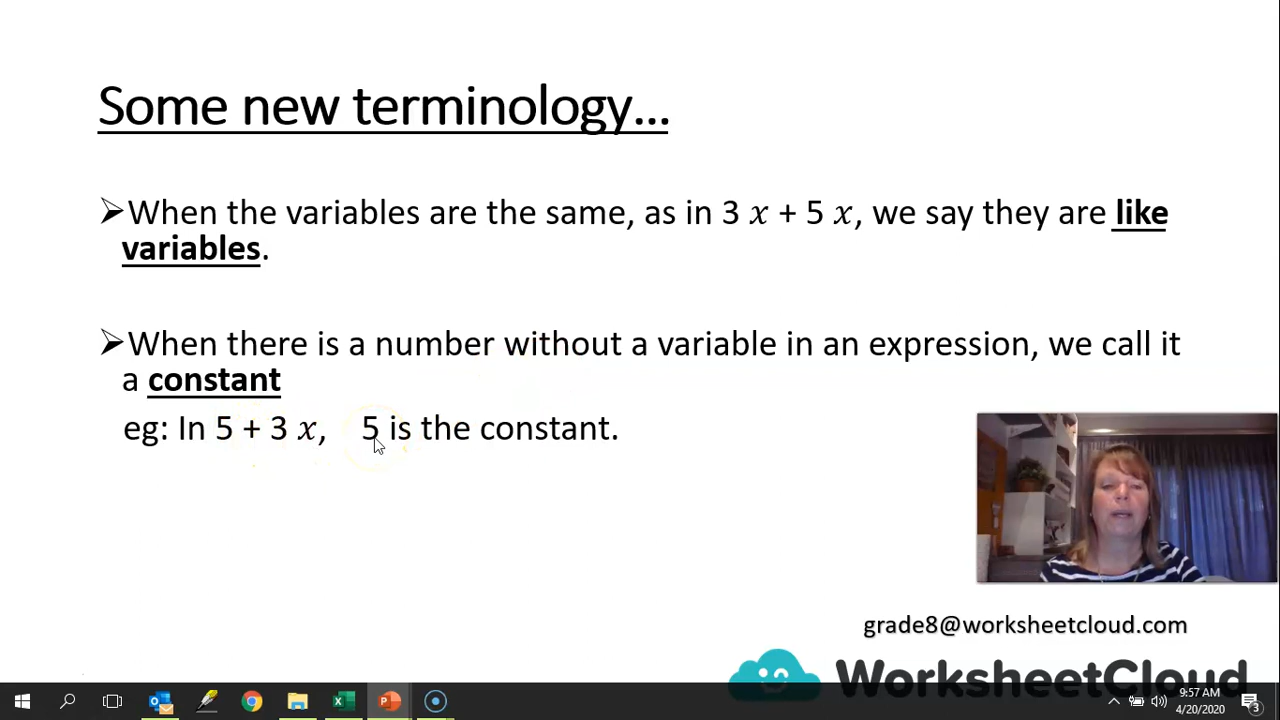 Some new terminology...
➢When the variables are the same, as in 3 𝑥 + 5 𝑥, we say they are like
variables.
➢When there is a number without a variable in an expression, we call it
a constant
eg: In 5 + 3 𝑥, 5 is the constant.
grade8@worksheetcloud.com
WorksheetCloud
9:57 AM
4/20/2020
3